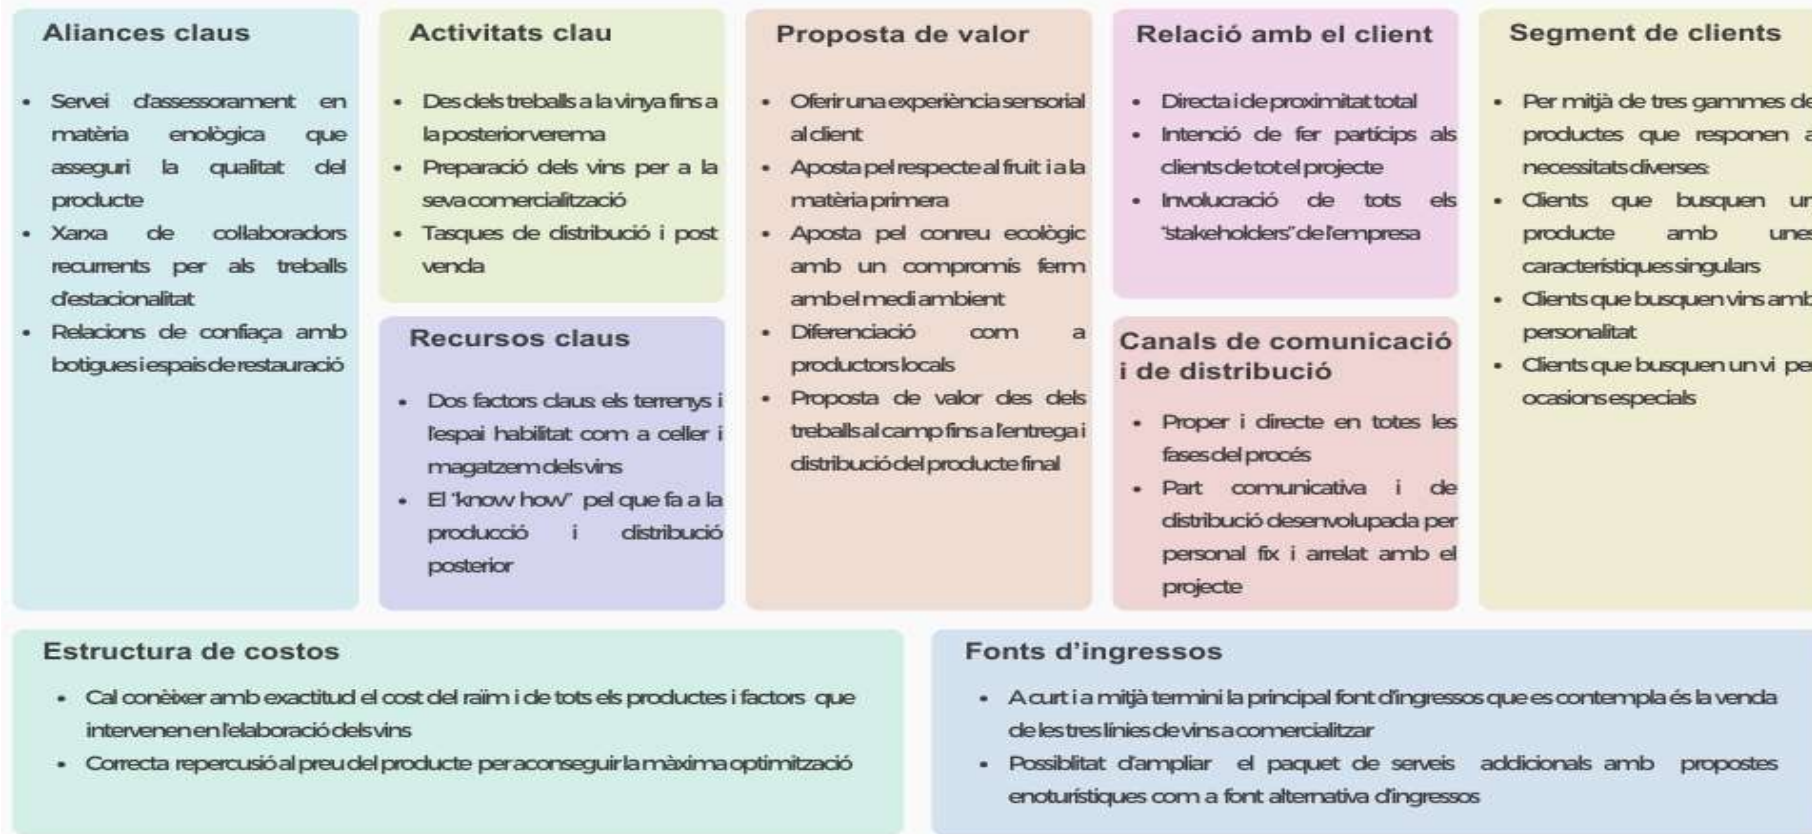 Aliances claus
• Servei d'assessorament en
matèria enològica que
asseguri la qualitat del
producte
• Xarxa de col·laboradors
recurrents per als treballs
d'estacionalitat
• Relacions de confiaça amb
botigues i espais de restauració
Activitats clau
• Des dels treballs a la vinya fins a
la posterior verema
• Preparació dels vins per a la
seva comercialització
• Tasques de distribució i post
venda
Recursos claus
• Dos factors claus: els terrenys i
l'espai habilitat com a celler i
magatzem dels vins
• El "know how" pel que fa a la
producció i distribució
posterior
Proposta de valor
• Oferir una experiència sensorial
al client
• Aposta pel respecte al fruit i a la
matèria primera
• Aposta pel conreu ecològic
amb un compromís ferm
amb el medi ambient
• Diferenciació com a
productors locals
• Proposta de valor des dels
treballs al camp fins a l'entrega i
distribució del producte final
Relació amb el client
• Directa i de proximitat total
• Intenció de fer partícips als
clients de tot el projecte
• Involucració de tots els
"stakeholders" de l'empresa
Canals de comunicació
i de distribució
• Proper i directe en totes les
fases del procés
• Part comunicativa i de
distribució desenvolupada per
personal fix i arrelat amb el
projecte
Segment de clients
• Per mitjà de tres gammes de
productes que responen a
necessitats diverses:
• Clients que busquen un
producte amb unes
característiques singulars
• Clients que busquen vins amb
personalitat
• Clients que busquen un vi per
ocasions especials
Estructura de costos
• Cal conèixer amb exactitud el cost del raïm i de tots els productes i factors que
intervenen en l'elaboració dels vins
• Correcta repercusió al preu del producte per aconseguir la màxima optimització
Fonts d'ingressos
• A curt i a mitjà termini la principal font d'ingressos que es contempla és la venda
de les tres línies de vins a comercialitzar
• Possiblitat d'ampliar el paquet de serveis addicionals amb propostes
enoturístiques com a font alternativa d'ingressos